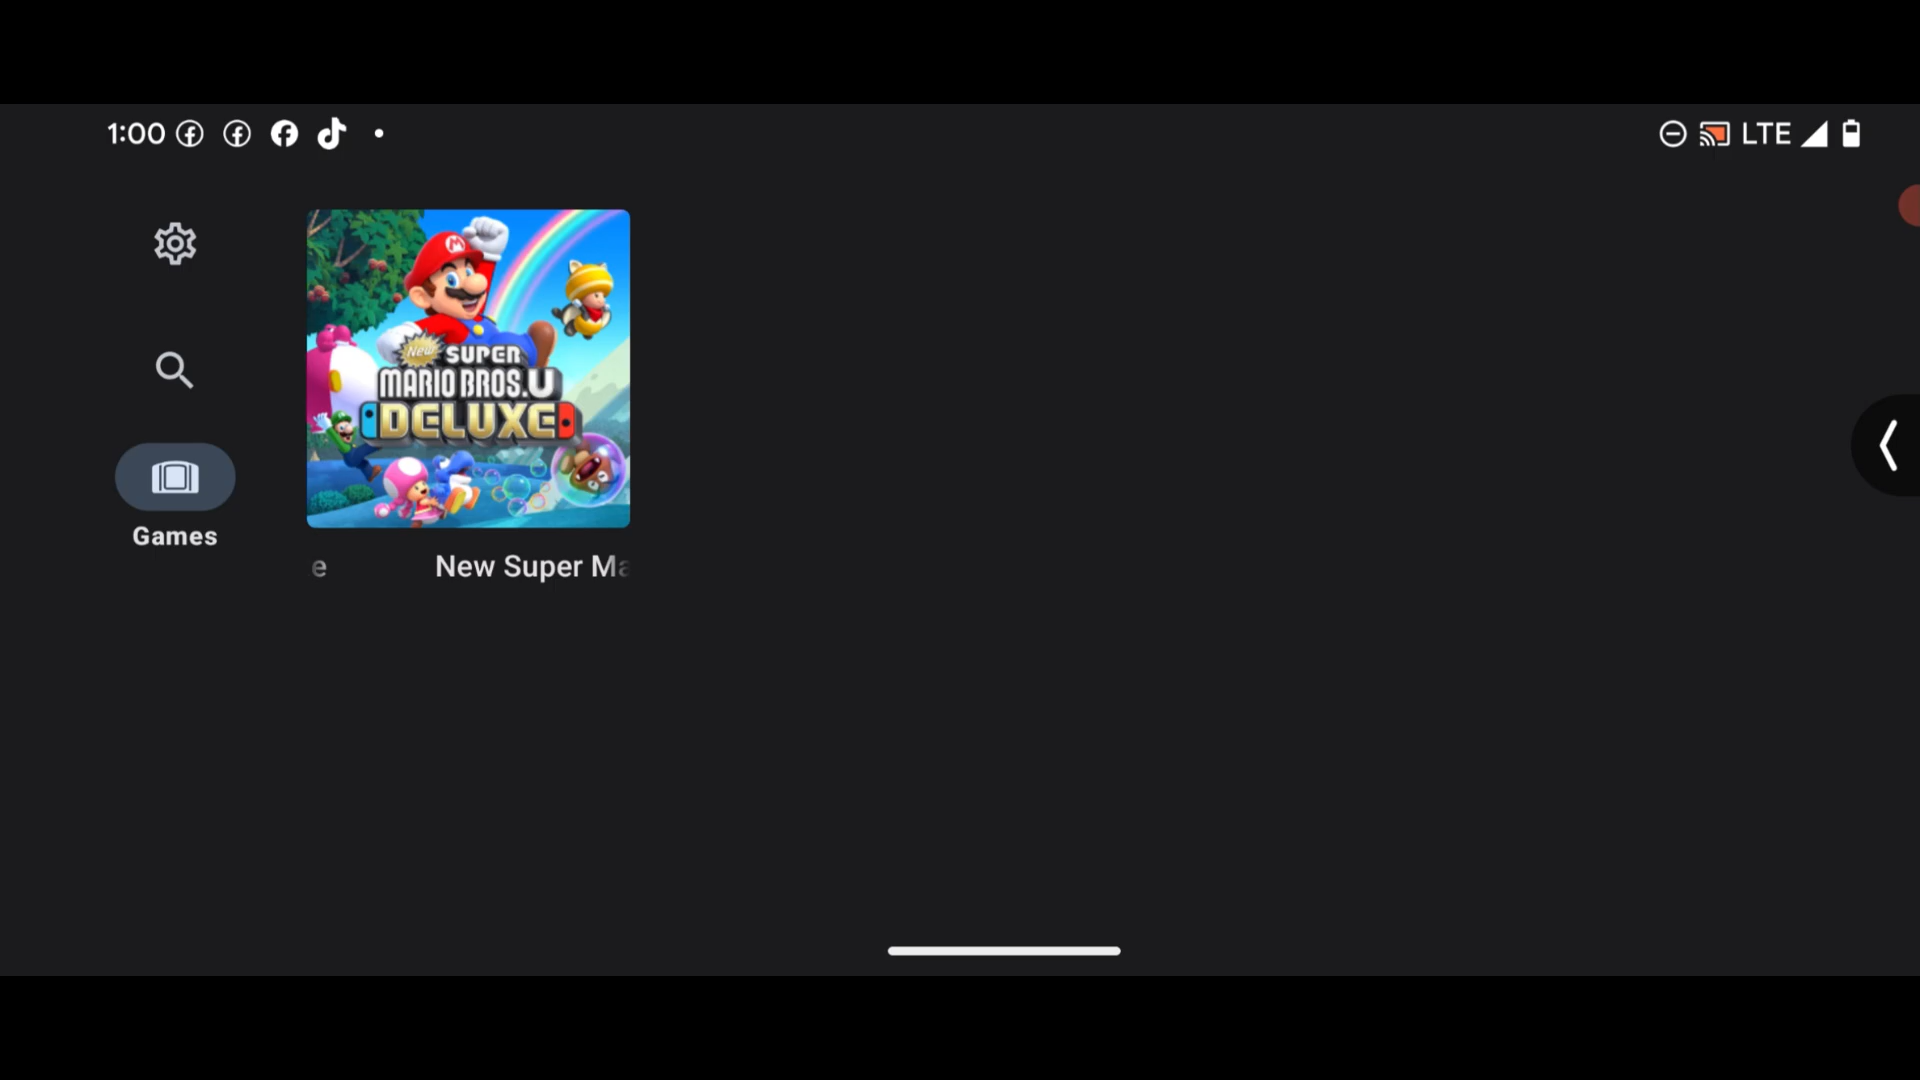 1:00
LTE
New SUPER
MARIO BROS.U
DELUXE
Games
e New Super Ma